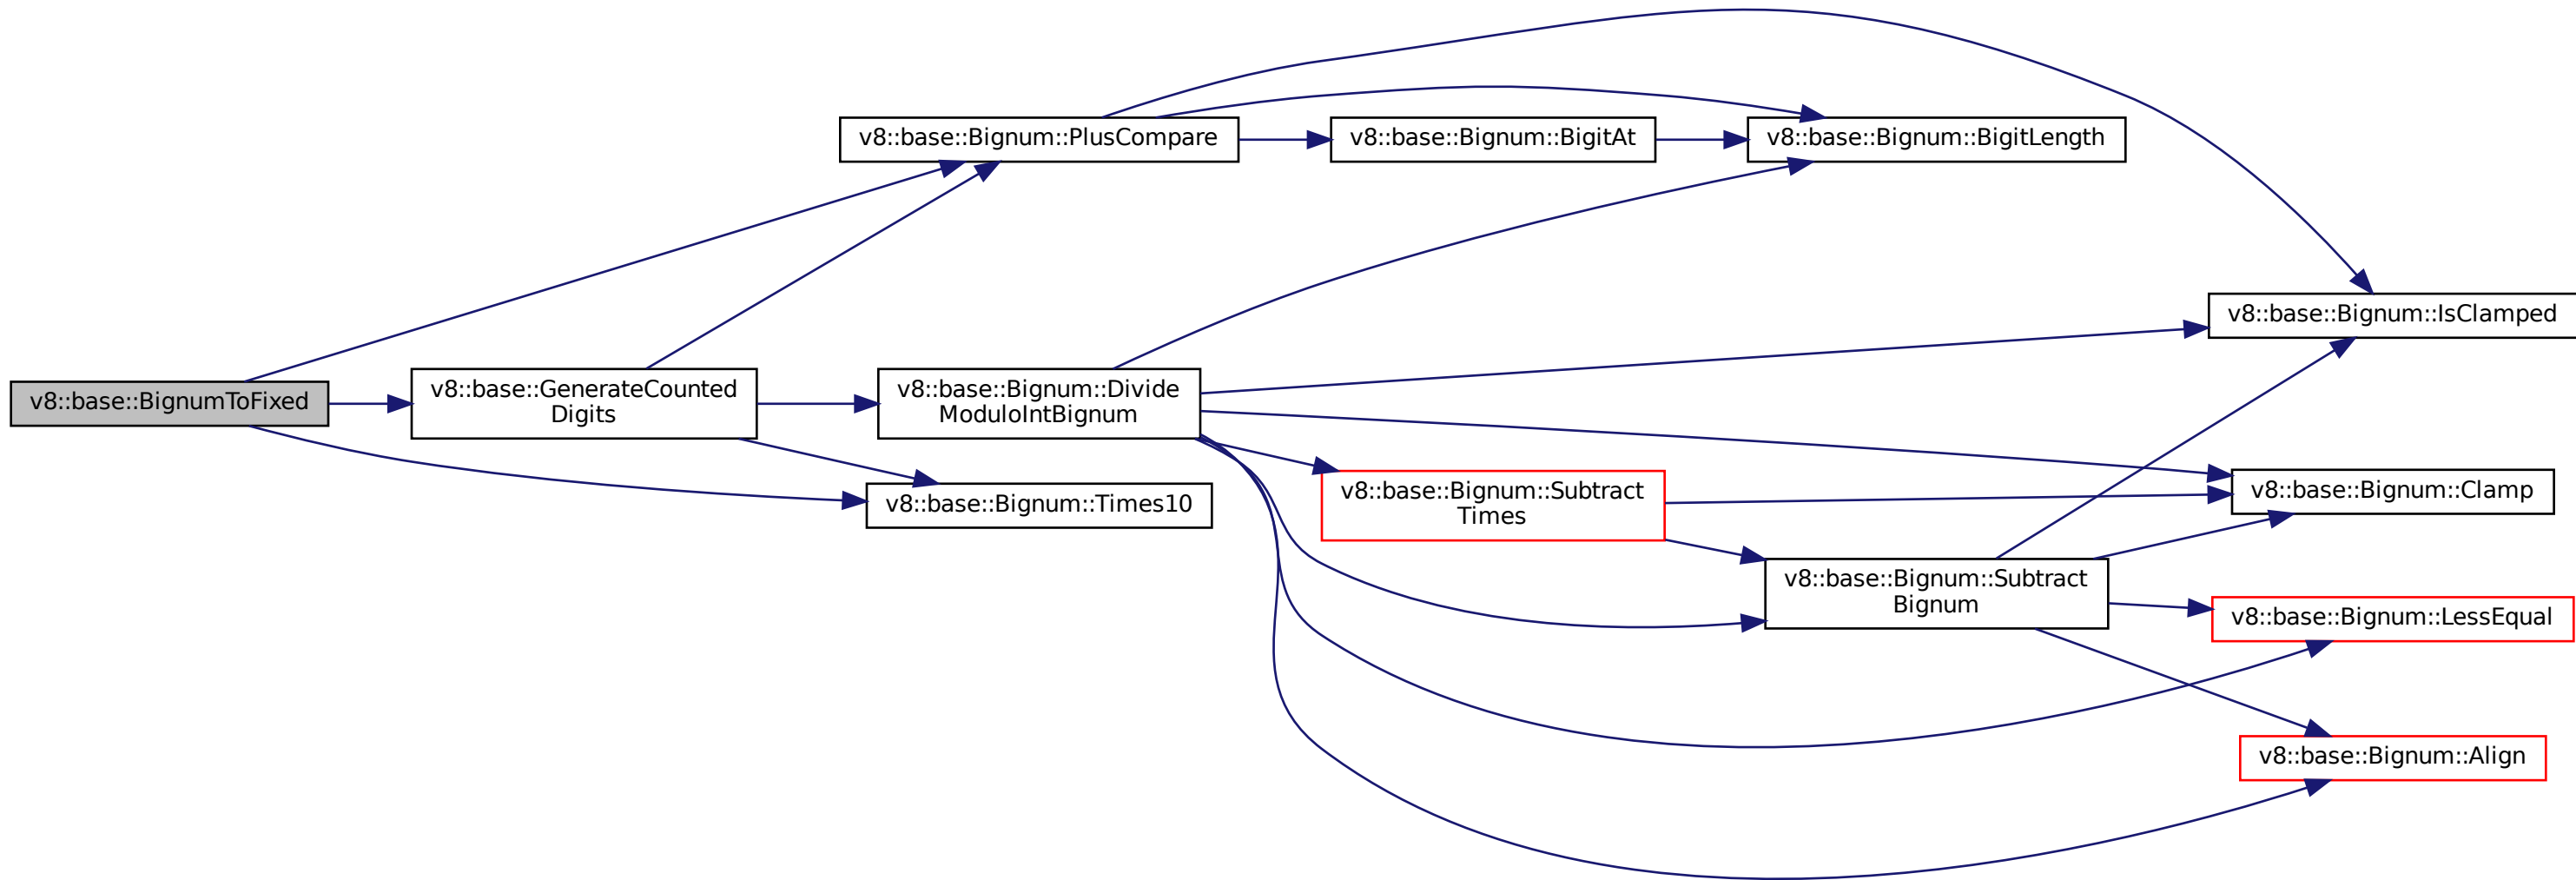 v8::base::BignumToFixed
v8::base::GenerateCounted
Digits
v8::base::Bignum::PlusCompare
v8::base::Bignum::Divide
ModuloIntBignum
v8::base::Bignum::Times10
v8::base::Bignum::BigitAt
v8::base::Bignum::Subtract
Times
v8::base::Bignum::BigitLength
v8::base::Bignum::Subtract
Bignum
v8::base::Bignum::IsClamped
v8::base::Bignum::Clamp
v8::base::Bignum::LessEqual
v8::base::Bignum::Align